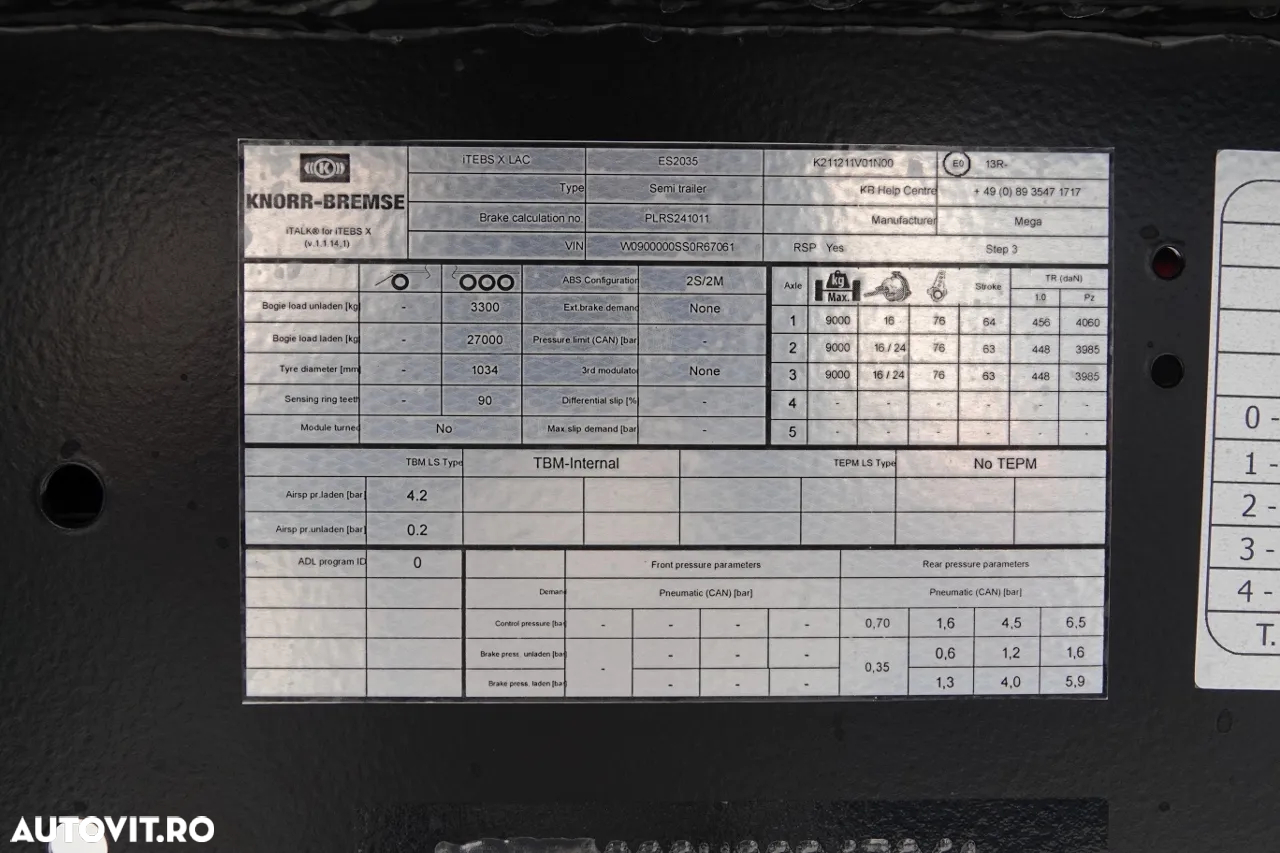 KNORR-BREMSE
iTALK® for iTEBS X
(v.1.1.14.1)
iTEBS X LAC ES2035 K211211V01N00 E0 13R-
Type Semi trailer KB Help Centre + 49 (0) 89 3547 1717
Brake calculation no. PLRS241011 Manufacturer Mega
VIN W0900000SS0R67061 RSP Yes Step 3
ABS Configuration 2S/2M
Bogie load unladen [kg] - 3300 Ext.brake demand None
Bogie load laden [kg] - 27000 Pressure limit (CAN) [bar -
Tyre diameter [mm] - 1034 3rd modulator None
Sensing ring teeth - 90 Differential slip [% -
Module turned No Max.slip demand [bar -
Axle kg Max. Stroke TR (daN)
1.0 Pz
1 9000 16 76 64 456 4060
2 9000 16 / 24 76 63 448 3985
3 9000 16 / 24 76 63 448 3985
4 - - - - - -
5 - - - - - -
TBM LS Type TBM-Internal TEPM LS Type No TEPM
Airsp pr.laden [bar] 4.2
Airsp pr.unladen [bar] 0.2
ADL program ID 0 Front pressure parameters Rear pressure parameters
Demand Pneumatic (CAN) [bar] Pneumatic (CAN) [bar]
Control pressure [bar - - - - 0,70 1,6 4,5 6,5
Brake press. unladen [bar - - - - 0,35 0,6 1,2 1,6
Brake press. laden [bar - - - 1,3 4,0 5,9
0 -
1 -
2 -
3 -
4 -
T.
AUTOVIT.RO